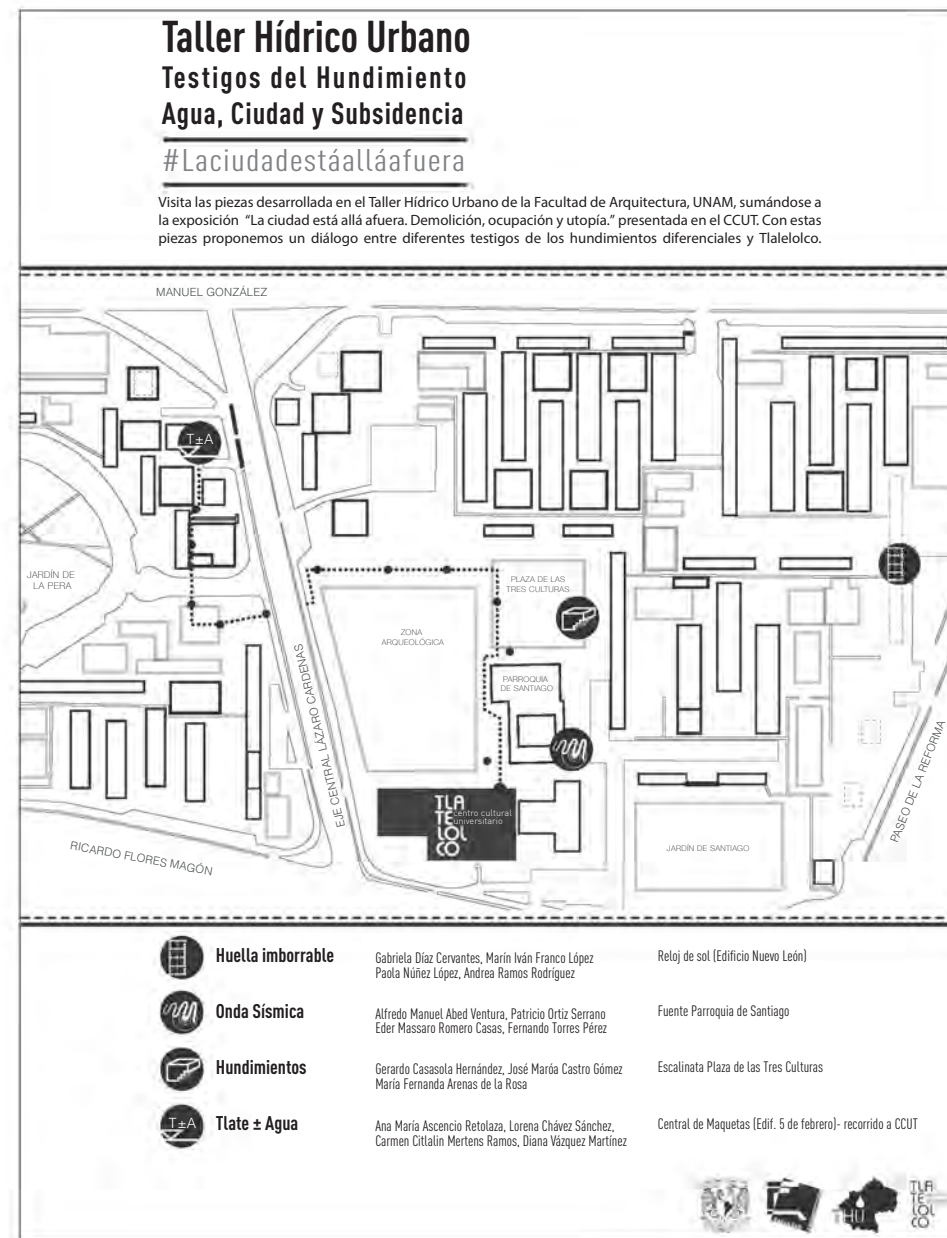 Taller Hídrico Urbano
Testigos del Hundimiento
Agua, Ciudad y Subsidencia
#Laciudadestáalláafuera
Visita las piezas desarrollada en el Taller Hídrico Urbano de la Facultad de Arquitectura, UNAM, sumándose a
la exposición "La ciudad está allá afuera. Demolición, ocupación y utopía." presentada en el CCUT. Con estas
piezas proponemos un diálogo entre diferentes testigos de los hundimientos diferenciales y Tlalelolco.
MANUEL GONZÁLEZ
T±A
JARDÍN DE
LA PERA
PLAZA DE LAS
TRES CULTURAS
ZONA
ARQUEOLÓGICA
PARROQUIA
DE SANTIAGO
EJE CENTRAL LÁZARO CARDENAS
PASEO DE LA REFORMA
TLA
TE
LOL
CO
centro cultural
universitario
RICARDO FLORES MAGÓN
JARDÍN DE SANTIAGO
Huella imborrable
Gabriela Díaz Cervantes, Marín Iván Franco López
Paola Núñez López, Andrea Ramos Rodríguez
Reloj de sol (Edificio Nuevo León)
Onda Sísmica
Alfredo Manuel Abed Ventura, Patricio Ortiz Serrano
Eder Massaro Romero Casas, Fernando Torres Pérez
Fuente Parroquia de Santiago
Hundimientos
Gerardo Casasola Hernández, José Maróa Castro Gómez
María Fernanda Arenas de la Rosa
Escalinata Plaza de las Tres Culturas
T±A
Tlate ± Agua
Ana María Ascencio Retolaza, Lorena Chávez Sánchez,
Carmen Citlalin Mertens Ramos, Diana Vázquez Martínez
Central de Maquetas (Edif. 5 de febrero)- recorrido a CCUT
THU
TLA
TE
LOL
CO